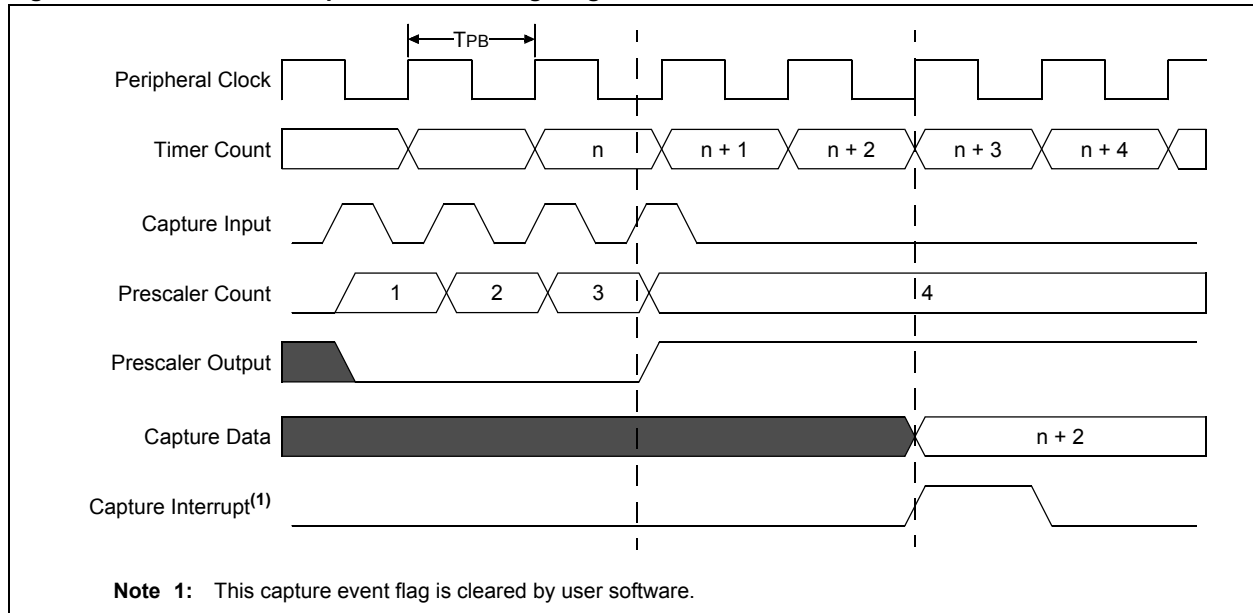 TPB
Peripheral Clock
Timer Count n n + 1 n + 2 n + 3 n + 4
Capture Input
Prescaler Count 1 2 3 4
Prescaler Output
Capture Data n + 2
Capture Interrupt(1)
Note 1: This capture event flag is cleared by user software.